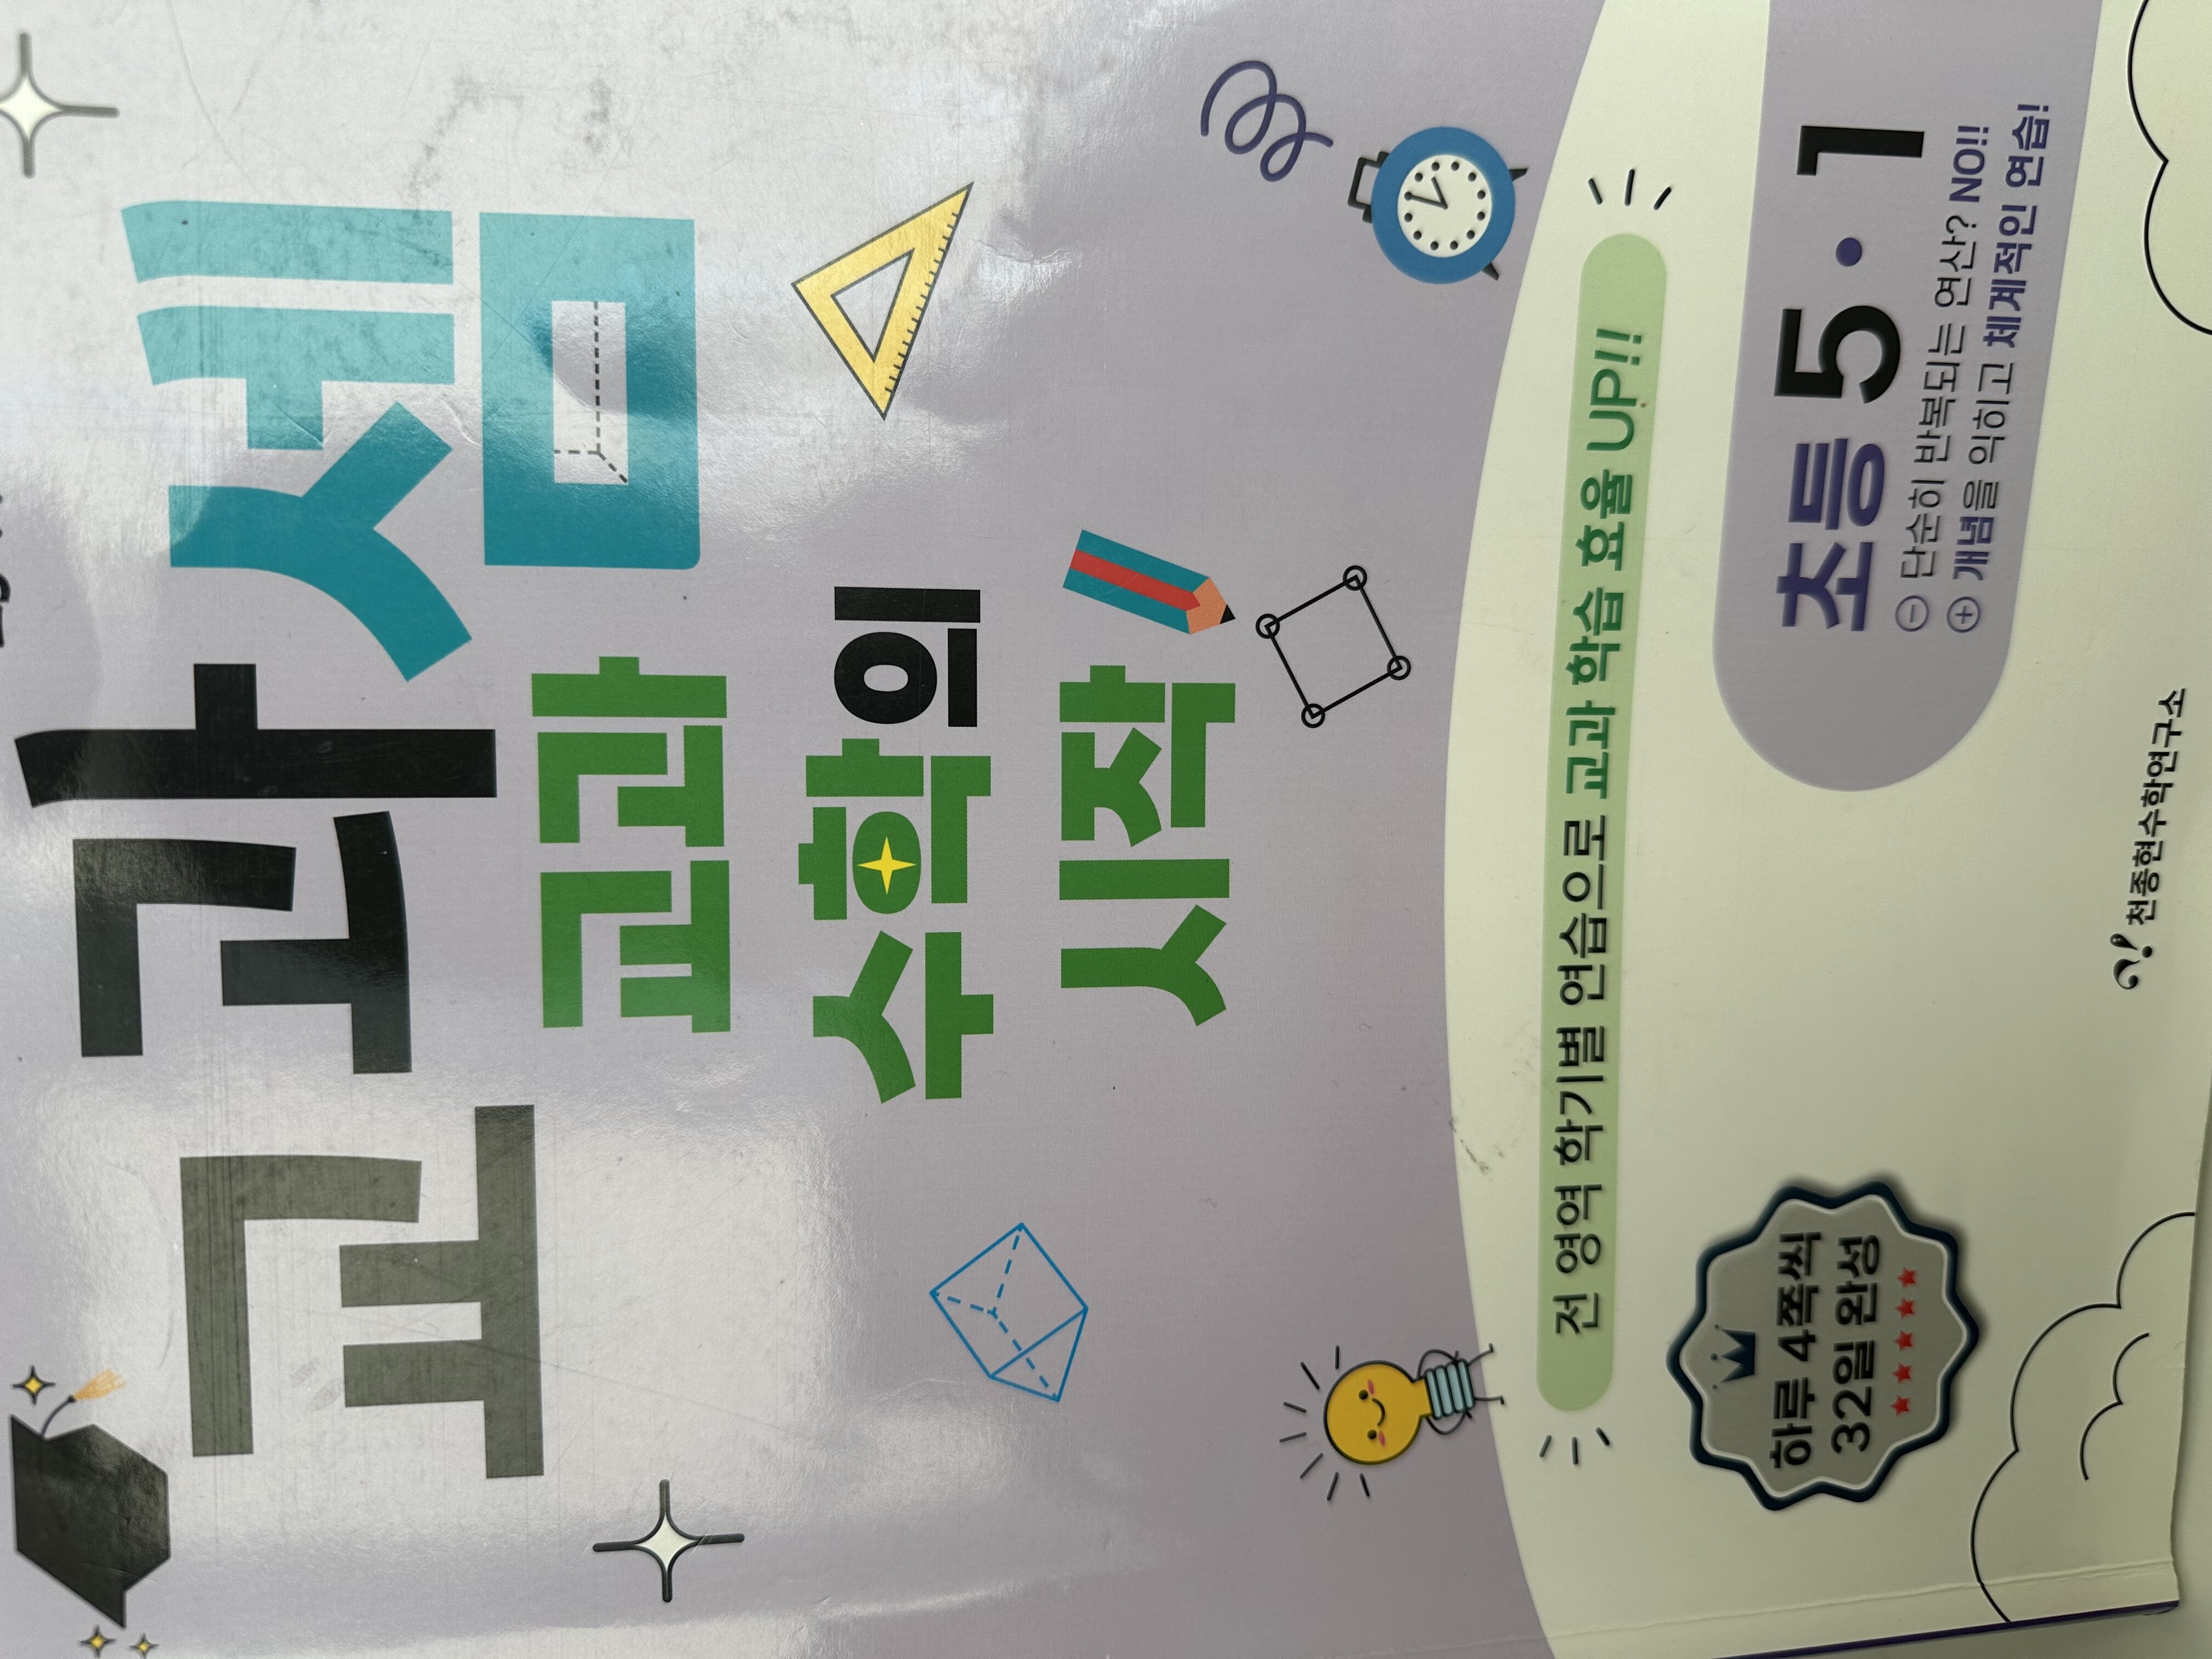 교과셈
교과
수학의
시작
전 영역 학기별 연습으로 교과 학습 효율 UP!!
하루 4쪽씩
32일 완성
초등 5·1
- 단순히 반복되는 연산? NO!!
+ 개념을 익히고 체계적인 연습!
천종현수학연구소